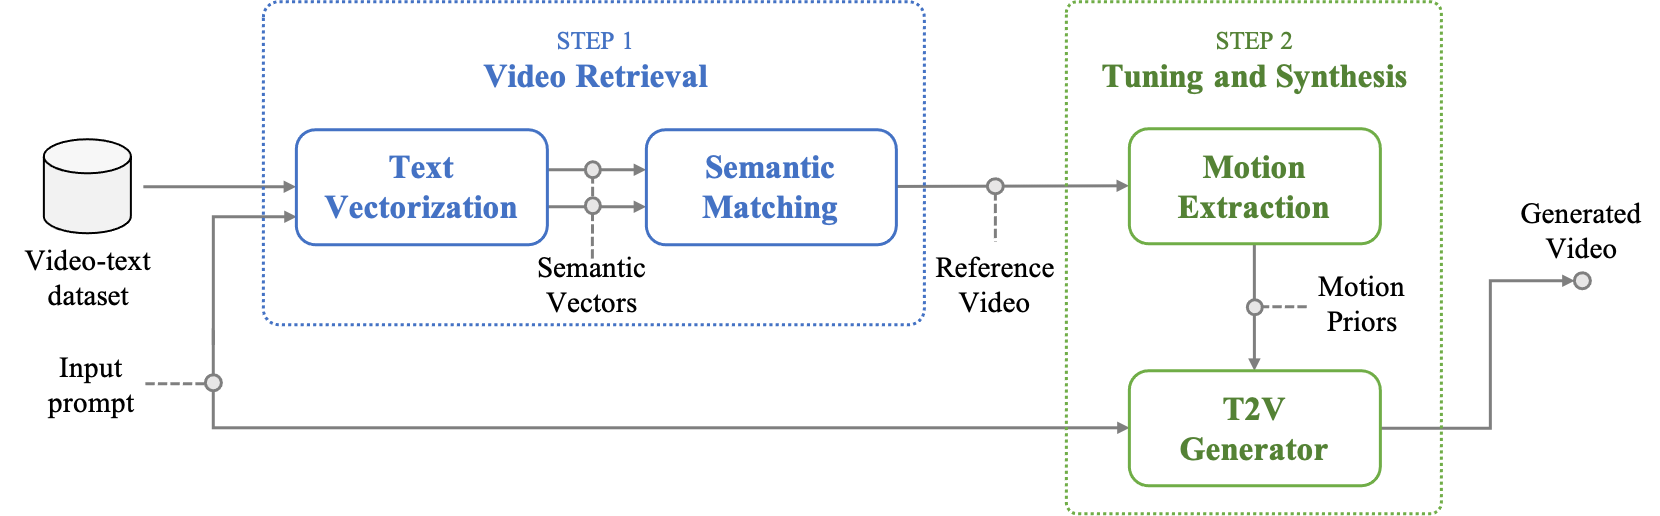 STEP 1
Video Retrieval
STEP 2
Tuning and Synthesis
Text
Vectorization
Semantic
Matching
Motion
Extraction
Video-text
dataset
Semantic
Vectors
Reference
Video
Motion
Priors
Generated
Video
Input
prompt
T2V
Generator